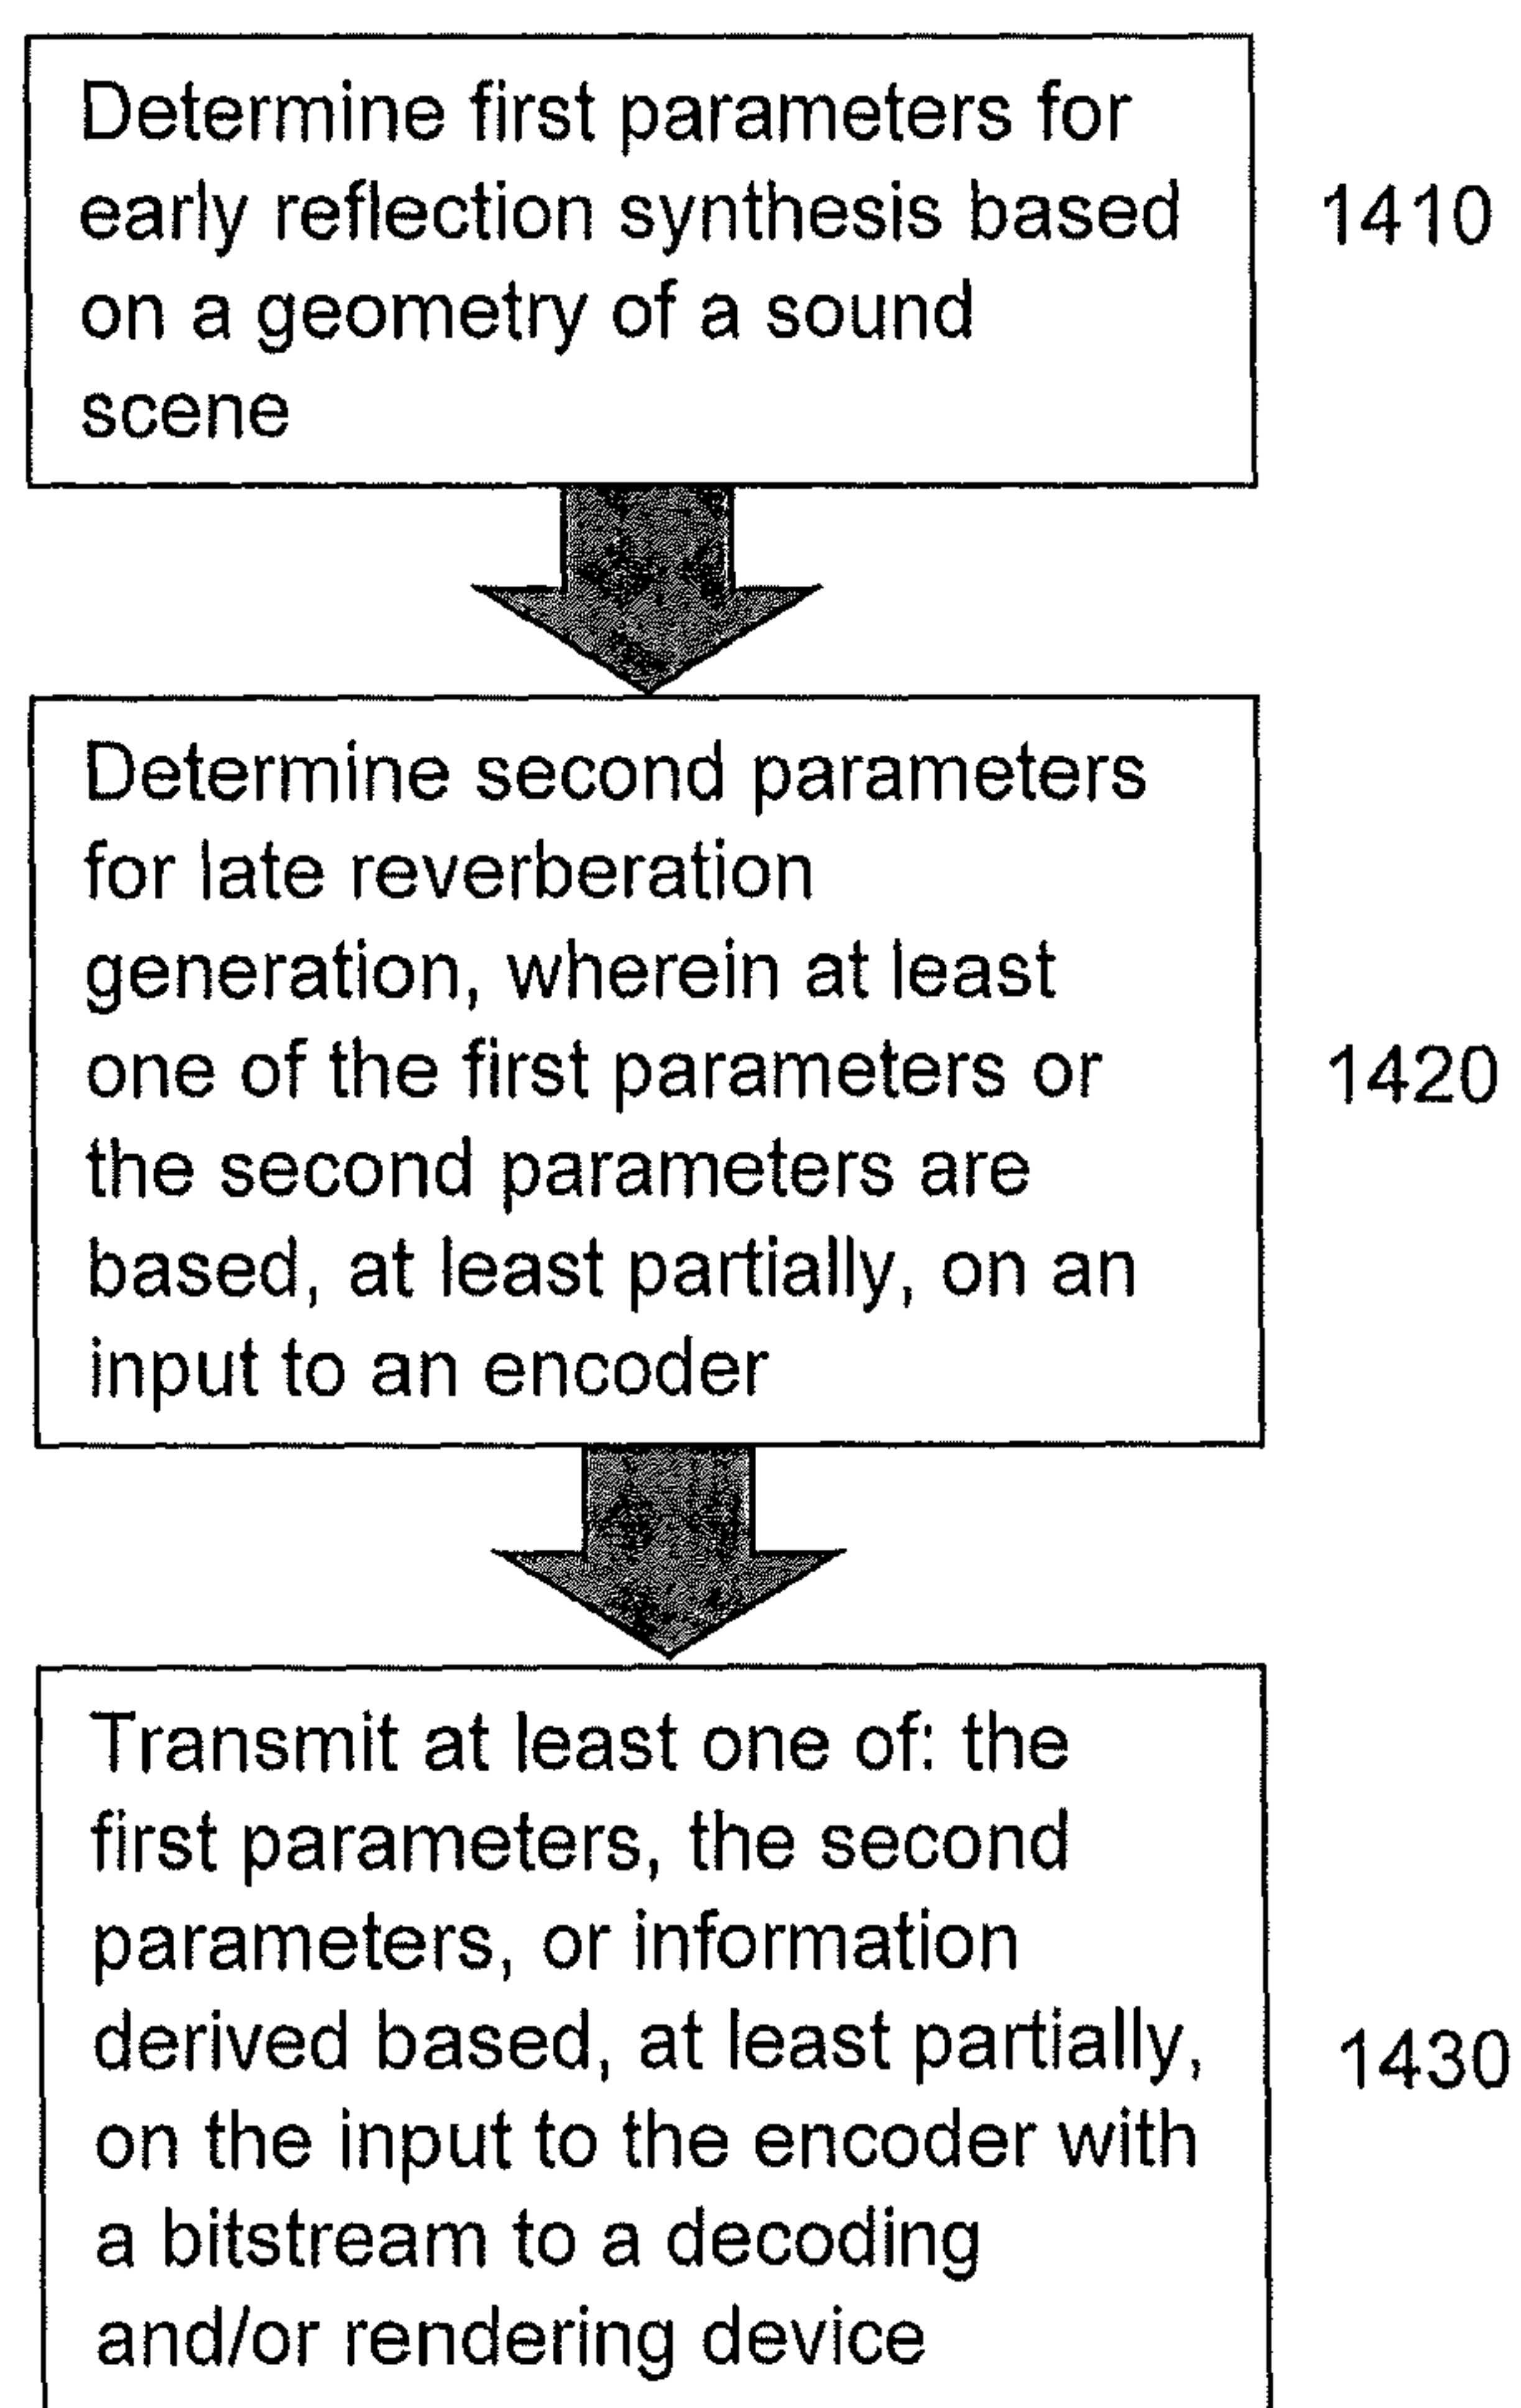 Determine first parameters for
early reflection synthesis based
on a geometry of a sound
scene
1410
Determine second parameters
for late reverberation
generation, wherein at least
one of the first parameters or
the second parameters are
based, at least partially, on an
input to an encoder
1420
Transmit at least one of: the
first parameters, the second
parameters, or information
derived based, at least partially,
on the input to the encoder with
a bitstream to a decoding
and/or rendering device
1430